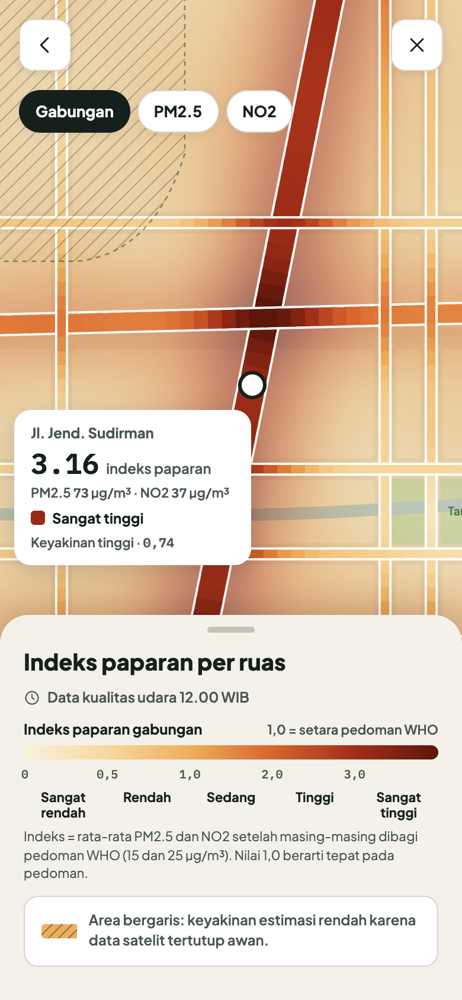 Gabungan
PM2.5
NO2
Jl. Jend. Sudirman
3.16 indeks paparan
PM2.5 73 µg/m³ · NO2 37 µg/m³
Sangat tinggi
Keyakinan tinggi · 0,74
Indeks paparan per ruas
Data kualitas udara 12.00 WIB
Indeks paparan gabungan
1,0 = setara pedoman WHO
0 0,5 1,0 2,0 3,0
Sangat rendah
Rendah
Sedang
Tinggi
Sangat tinggi
Indeks = rata-rata PM2.5 dan NO2 setelah masing-masing dibagi
pedoman WHO (15 dan 25 µg/m³). Nilai 1,0 berarti tepat pada
pedoman.
Area bergaris: keyakinan estimasi rendah karena
data satelit tertutup awan.